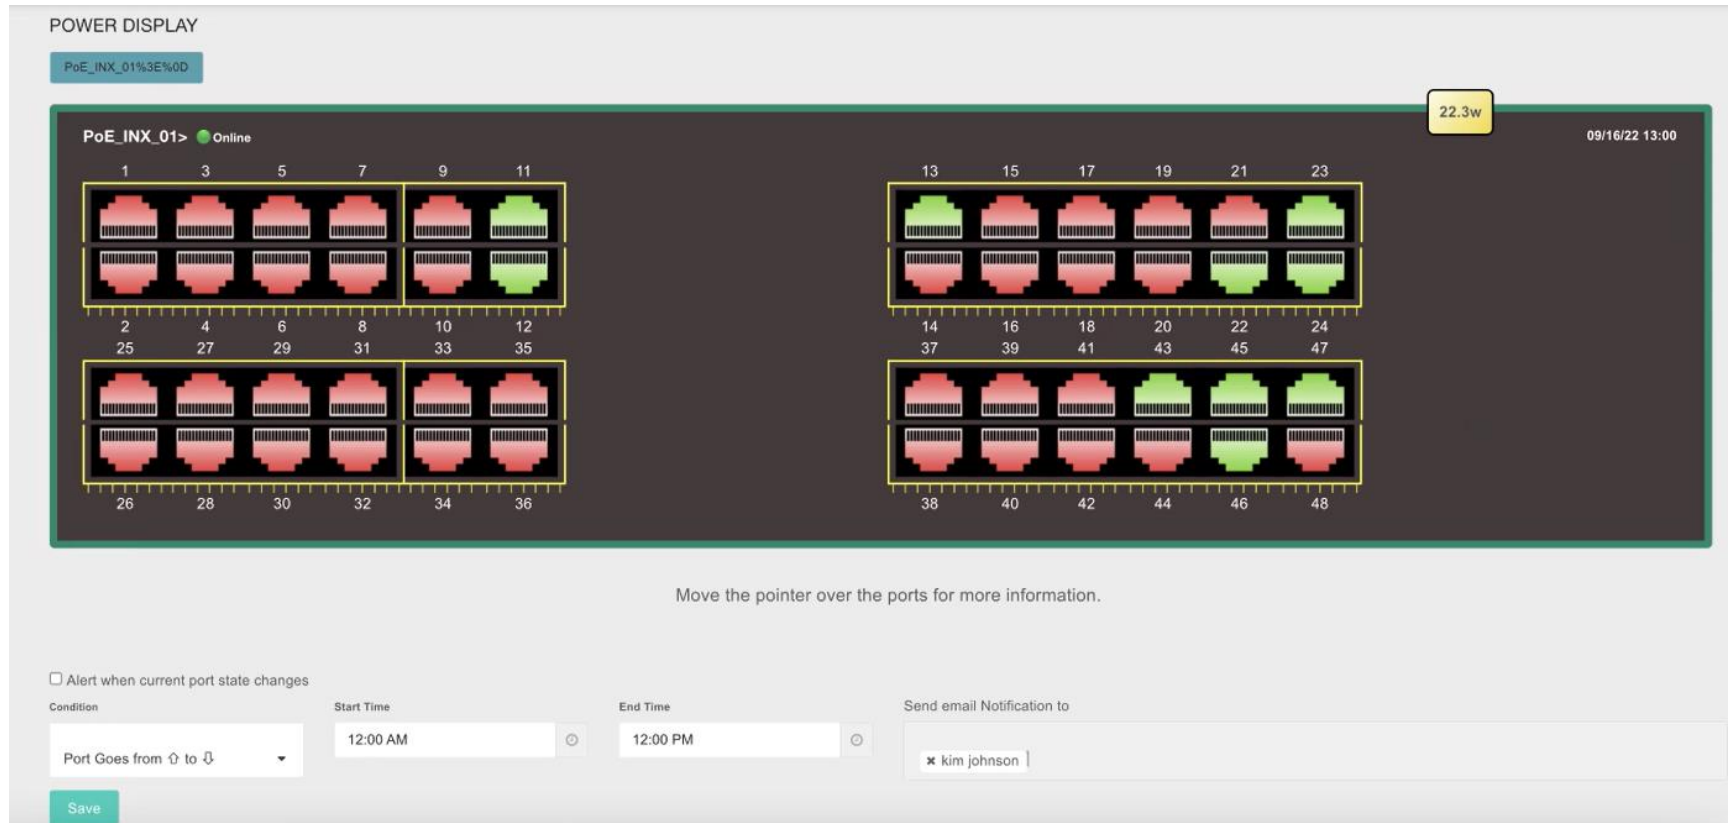 POWER DISPLAY
PoE_INX_01%3E%0D
22.3w
PoE_INX_01> Online
09/16/22 13:00
1 3 5 7 9 11 13 15 17 19 21 23
2 4 6 8 10 12 14 16 18 20 22 24
25 27 29 31 33 35 37 39 41 43 45 47
26 28 30 32 34 36 38 40 42 44 46 48
Move the pointer over the ports for more information.
Alert when current port state changes
Condition Start Time End Time Send email Notification to
12:00 AM 12:00 PM
Port Goes from ⇧ to ⇩ ✖ kim johnson
Save